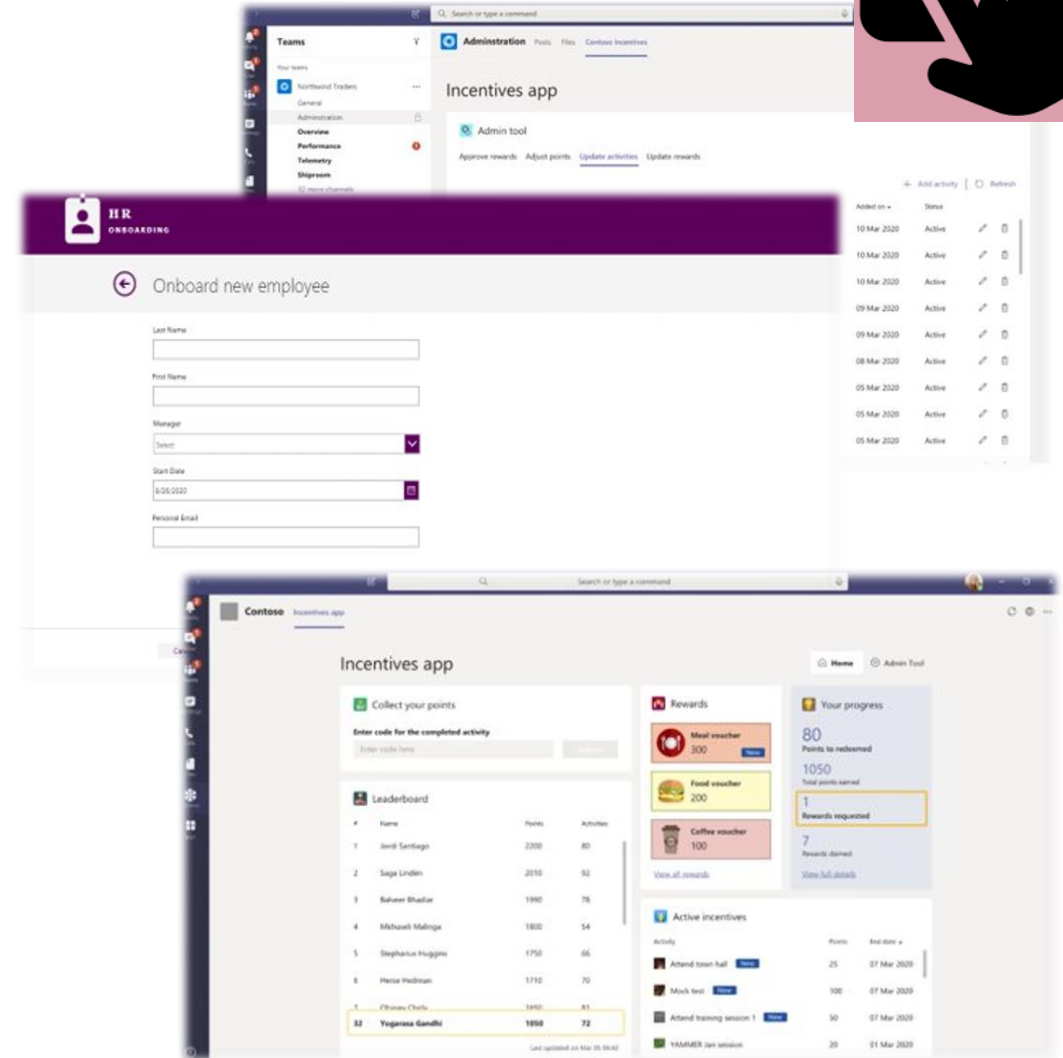 Search or type a command
Teams
Adminstration Posts Files Contoso Incentives
Your teams
Northwind Traders
General
Administration
Overview
Performance
Telemetry
Shiproom
32 more channels
Incentives app
Admin tool
Approve rewards Adjust points Update activities Update rewards
+ Add activity Refresh
Added on Status
10 Mar 2020 Active
10 Mar 2020 Active
10 Mar 2020 Active
09 Mar 2020 Active
09 Mar 2020 Active
08 Mar 2020 Active
05 Mar 2020 Active
05 Mar 2020 Active
05 Mar 2020 Active
HR
ONBOARDING
Onboard new employee
Last Name
First Name
Manager
Select
Start Date
8/26/2020
Personal Email
Search or type a command
Contoso Incentives app
Incentives app
Home Admin Tool
Collect your points
Enter code for the completed activity
Enter code here
Leaderboard
# Name Points Activities
1 Jordi Santiago 2200 80
2 Saga Linden 2010 92
3 Balveer Bhadiar 1990 78
4 Mkhuseli Malinga 1800 54
5 Stephanus Huggins 1750 66
6 Herse Hedman 1710 70
32 Yogarasa Gandhi 1050 72
Last updated on Mar 05
Rewards
Meal voucher
300 New
Food voucher
200
Coffee voucher
100
View all rewards
Your progress
80
Points to redeemed
1050
Total points earned
1
Rewards requested
7
Rewards claimed
View full details
Active incentives
Activity Points End date
Attend town hall New 25 07 Mar 2020
Mock test New 100 07 Mar 2020
Attend training session 1 New 50 07 Mar 2020
YAMMER Jan session 20 01 Mar 2020